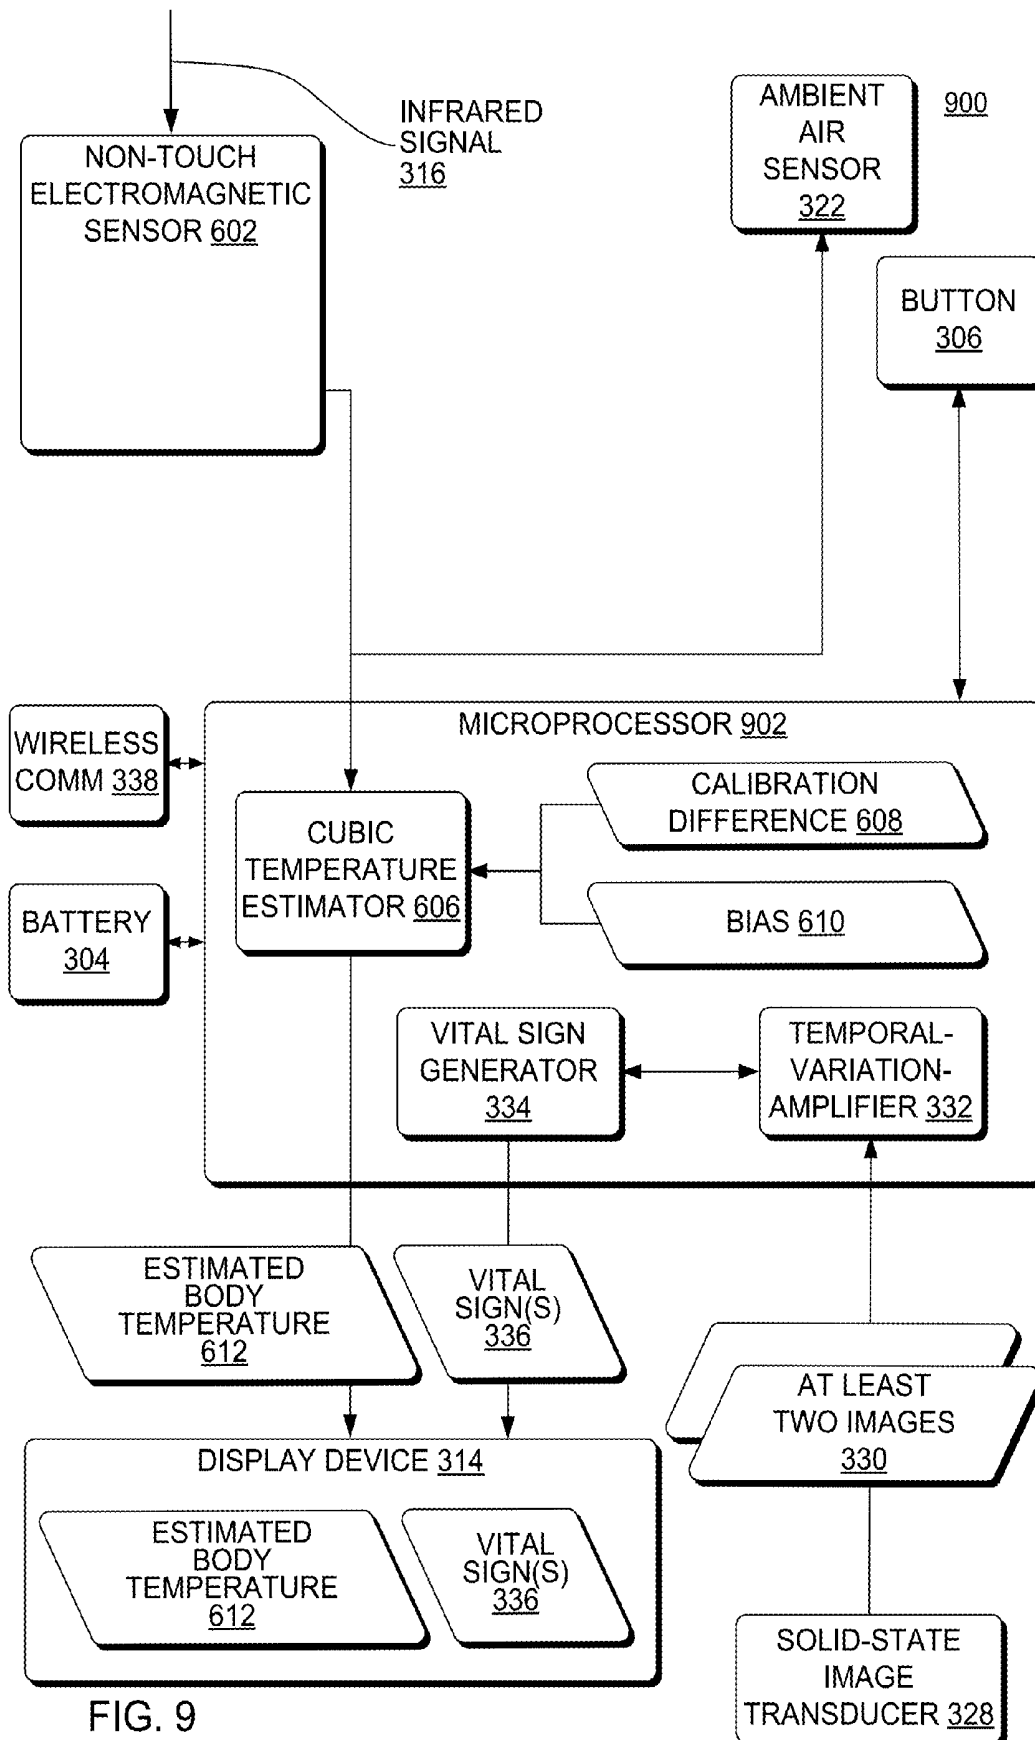 INFRARED
SIGNAL
316
AMBIENT
AIR
SENSOR
322
900
NON-TOUCH
ELECTROMAGNETIC
SENSOR 602
BUTTON
306
MICROPROCESSOR 902
WIRELESS
COMM 338
CALIBRATION
DIFFERENCE 608
CUBIC
TEMPERATURE
ESTIMATOR 606
BATTERY
304
BIAS 610
VITAL SIGN
GENERATOR
334
TEMPORAL-
VARIATION-
AMPLIFIER 332
ESTIMATED
BODY
TEMPERATURE
612
VITAL
SIGN(S)
336
AT LEAST
TWO IMAGES
330
DISPLAY DEVICE 314
ESTIMATED
BODY
TEMPERATURE
612
VITAL
SIGN(S)
336
SOLID-STATE
IMAGE
TRANSDUCER 328
FIG. 9